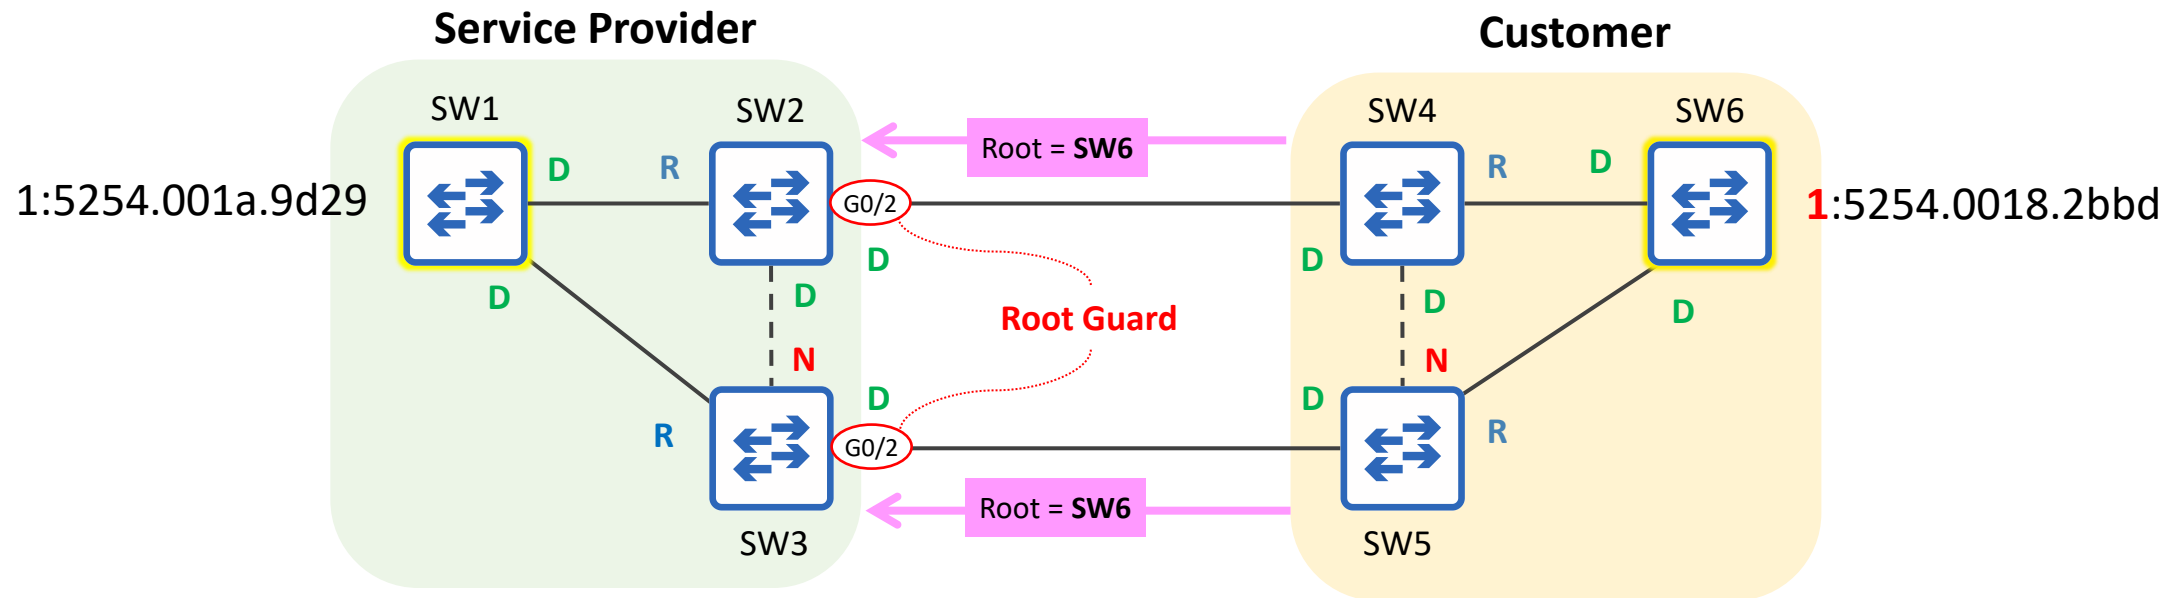 Service Provider
Customer
SW1
SW2
SW4
SW6
Root = SW6
D
R
R
D
1:5254.001a.9d29
G0/2
1:5254.0018.2bbd
D
D
D
D
D
D
Root Guard
N
N
D
D
R
R
G0/2
Root = SW6
SW3
SW5